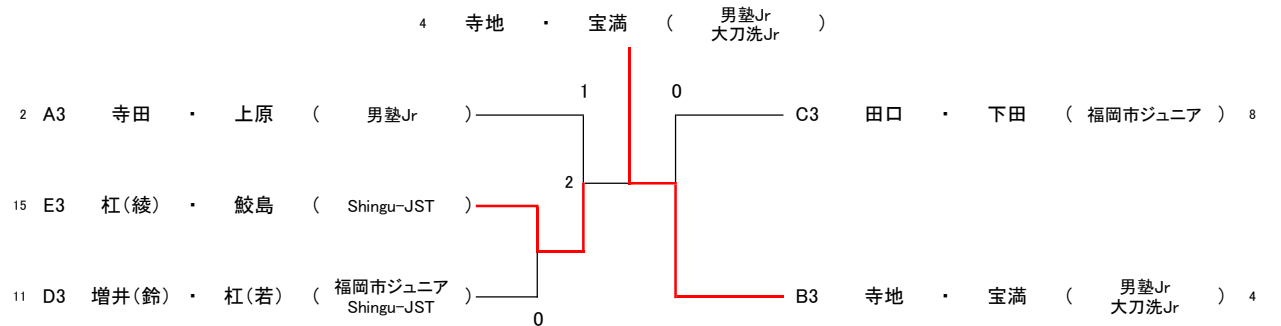 4 寺地 ・ 宝満 ( 男塾Jr 大刀洗Jr )
1 0
2 A3 寺田 ・ 上原 ( 男塾Jr )
C3 田口 ・ 下田 ( 福岡市ジュニア ) 8
2
15 E3 杠(綾) ・ 鮫島 ( Shingu-JST )
11 D3 増井(鈴) ・ 杠(若) ( 福岡市ジュニア Shingu-JST )
B3 寺地 ・ 宝満 ( 男塾Jr 大刀洗Jr ) 4
0